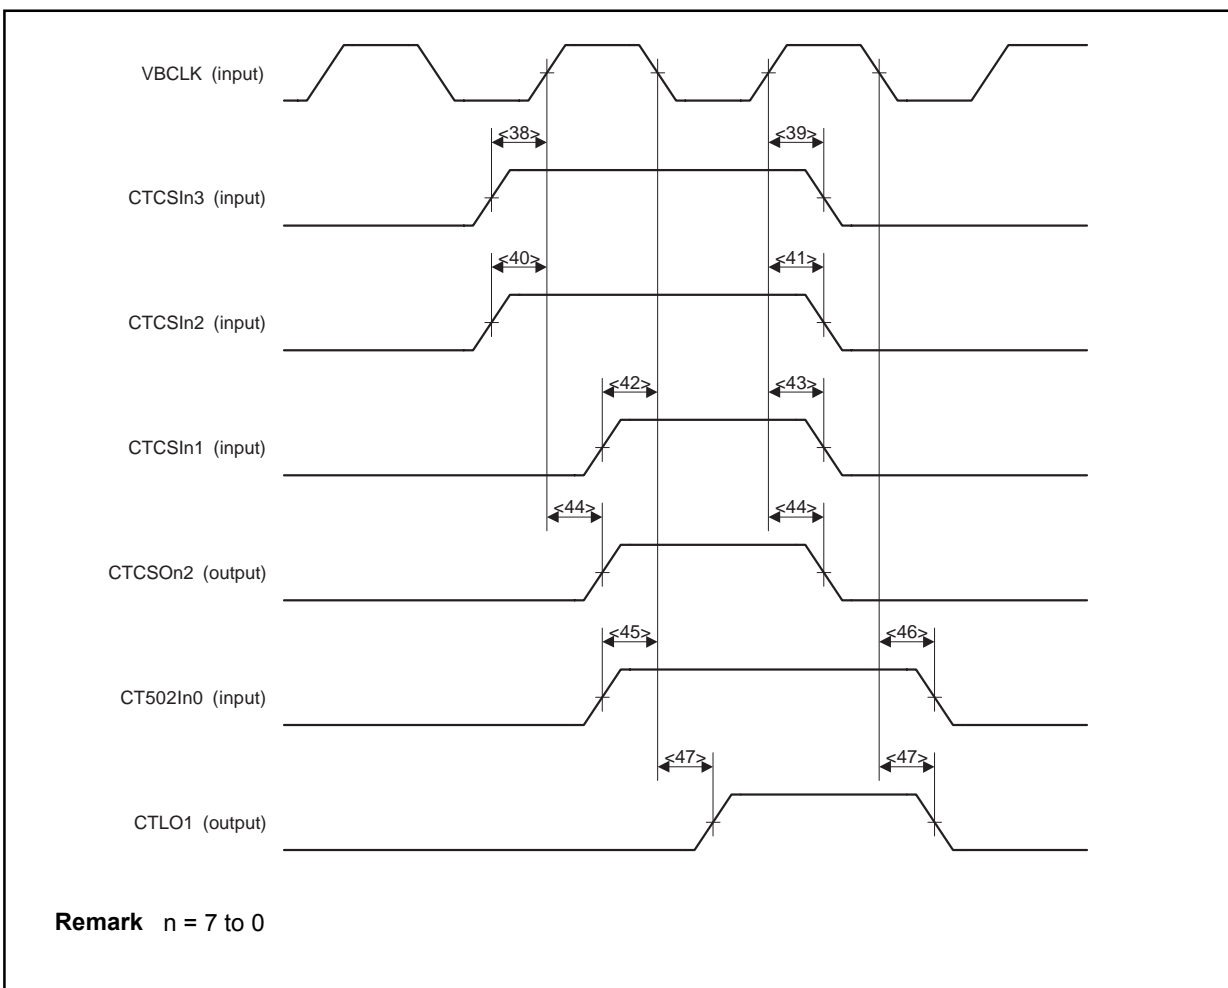 VBCLK (input)
<38> <39>
CTCSIn3 (input)
<40> <41>
CTCSIn2 (input)
<42> <43>
CTCSIn1 (input)
<44> <44>
CTCSOn2 (output)
<45> <46>
CT502In0 (input)
<47> <47>
CTLO1 (output)
Remark n = 7 to 0